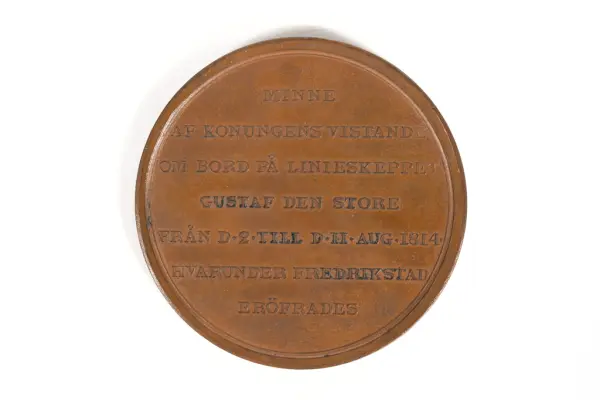 MINNE
AF KONUNGENS VISTANDE
OM BORD PÅ LINIESKEPPET
GUSTAF DEN STORE
FRÅN D·2·TILL D·11·AUG·1814·
HVARUNDER FREDRIKSTAD
ERÖFRADES